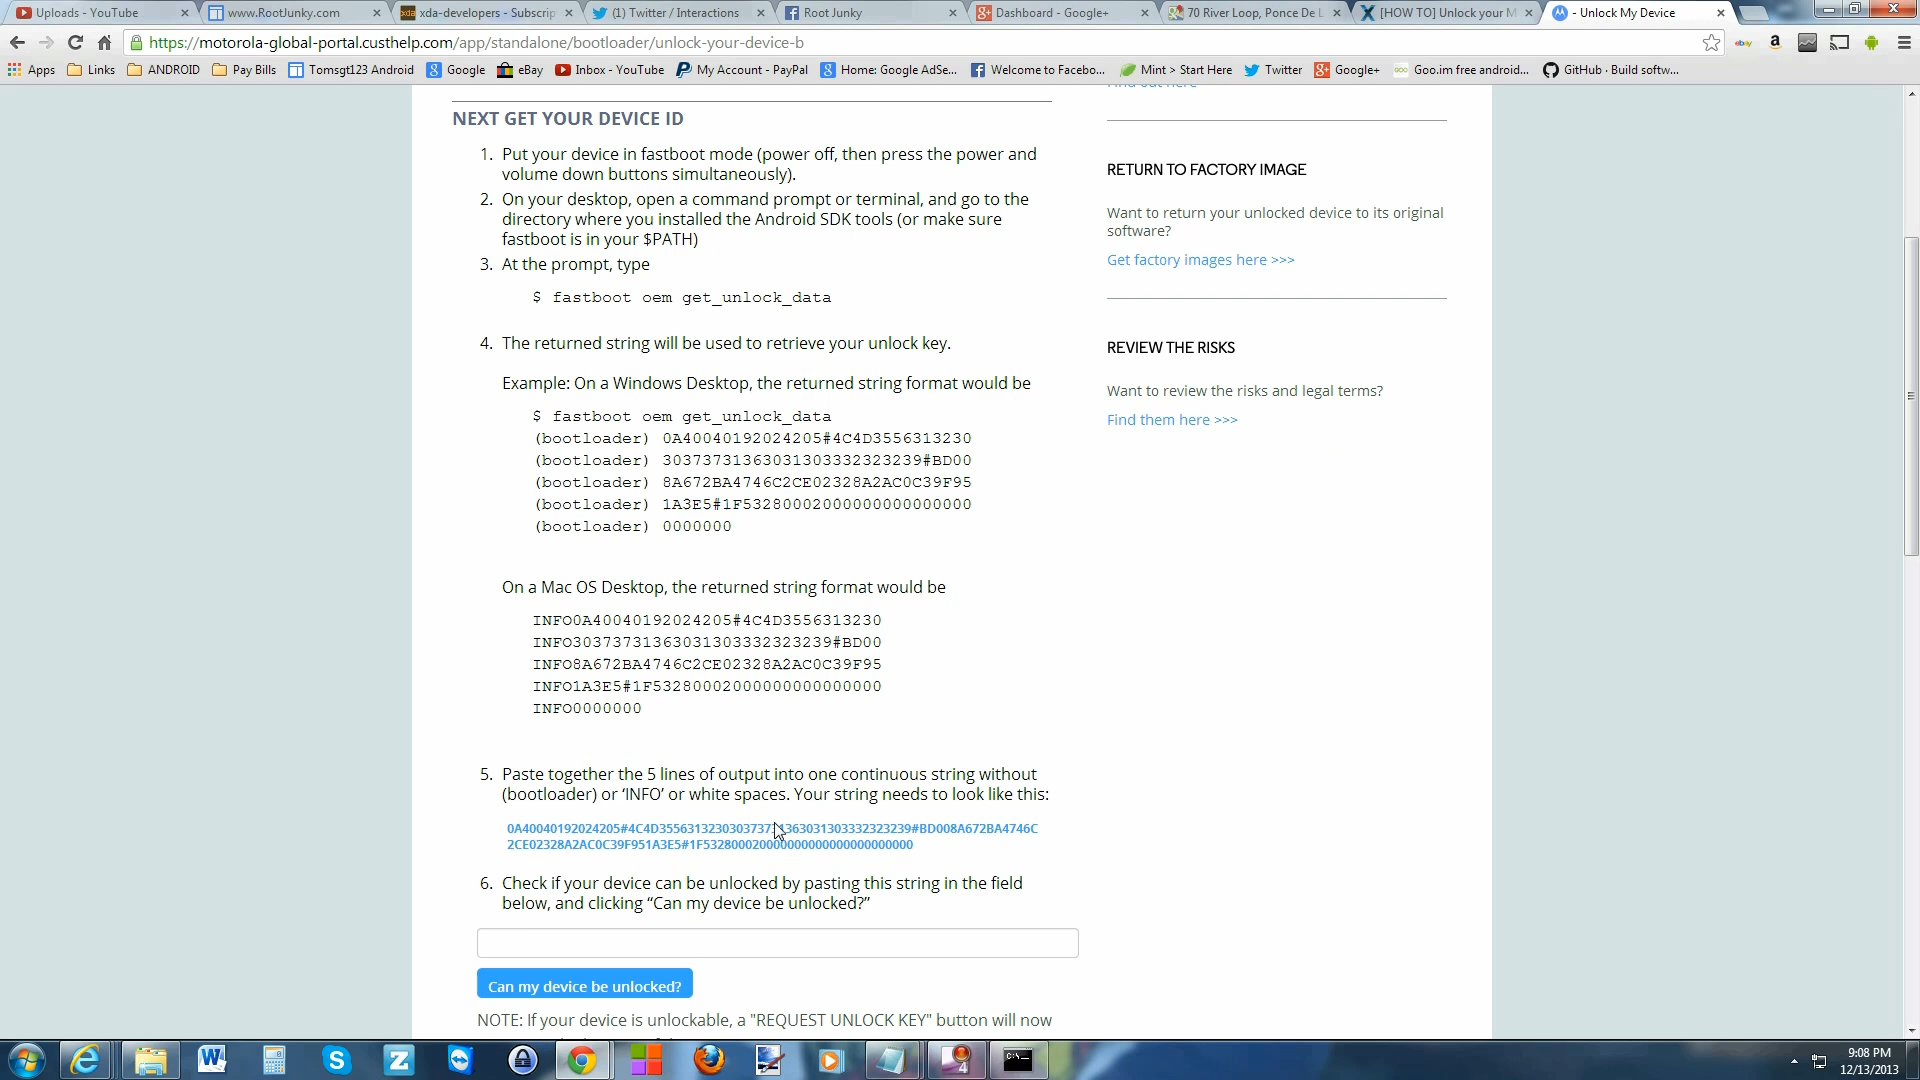 Uploads - YouTube
www.RootJunky.com
xda-developers - Subscrip
(1) Twitter / Interactions
Root Junky
Dashboard - Google+
70 River Loop, Ponce De L
[HOW TO] Unlock your M
- Unlock My Device
https://motorola-global-portal.custhelp.com/app/standalone/bootloader/unlock-your-device-b
Apps
Links
ANDROID
Pay Bills
Tomsgt123 Android
Google
eBay
Inbox - YouTube
My Account - PayPal
Home: Google AdSe...
Welcome to Facebo...
Mint > Start Here
Twitter
Google+
Goo.im free android...
GitHub · Build softw...
Find out here
NEXT GET YOUR DEVICE ID
1. Put your device in fastboot mode (power off, then press the power and
volume down buttons simultaneously).
2. On your desktop, open a command prompt or terminal, and go to the
directory where you installed the Android SDK tools (or make sure
fastboot is in your $PATH)
3. At the prompt, type
$ fastboot oem get_unlock_data
4. The returned string will be used to retrieve your unlock key.
Example: On a Windows Desktop, the returned string format would be
$ fastboot oem get_unlock_data
(bootloader) 0A40040192024205#4C4D3556313230
(bootloader) 30373731363031303332323239#BD00
(bootloader) 8A672BA4746C2CE02328A2AC0C39F95
(bootloader) 1A3E5#1F53280002000000000000000
(bootloader) 0000000
On a Mac OS Desktop, the returned string format would be
INFO0A40040192024205#4C4D3556313230
INFO30373731363031303332323239#BD00
INFO8A672BA4746C2CE02328A2AC0C39F95
INFO1A3E5#1F53280002000000000000000
INFO0000000
5. Paste together the 5 lines of output into one continuous string without
(bootloader) or ‘INFO’ or white spaces. Your string needs to look like this:
0A40040192024205#4C4D355631323030373731363031303332323239#BD008A672BA4746C
2CE02328A2AC0C39F951A3E5#1F532800020000000000000000000000
6. Check if your device can be unlocked by pasting this string in the field
below, and clicking “Can my device be unlocked?”
Can my device be unlocked?
NOTE: If your device is unlockable, a "REQUEST UNLOCK KEY" button will now
RETURN TO FACTORY IMAGE
Want to return your unlocked device to its original
software?
Get factory images here >>>
REVIEW THE RISKS
Want to review the risks and legal terms?
Find them here >>>
9:08 PM
12/13/2013